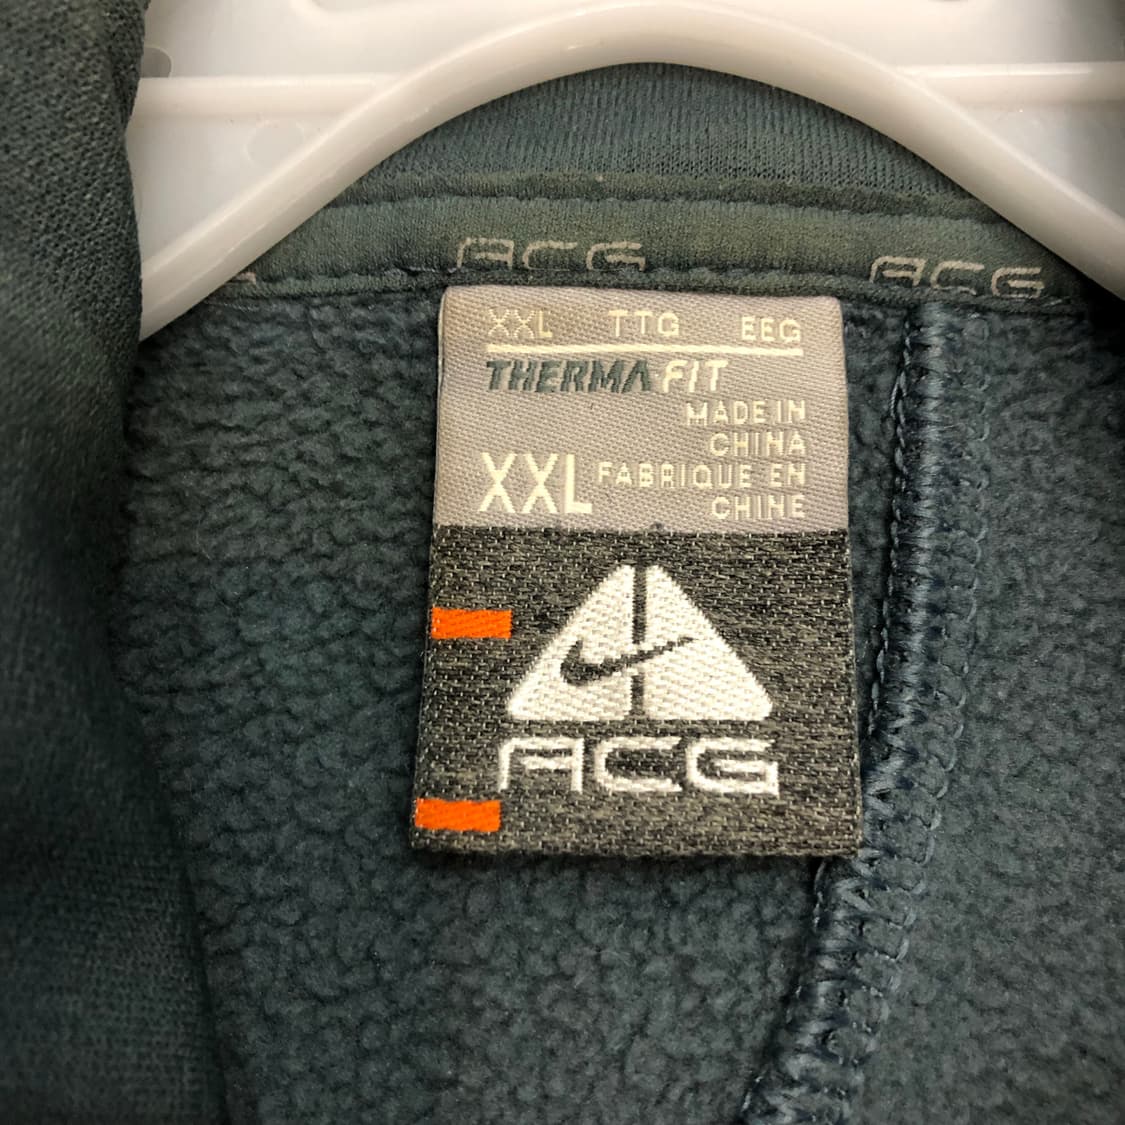 ACG ACG
XXL TTG EEG
THERMA FIT
MADE IN
CHINA
XXL FABRIQUE EN
CHINE
ACG